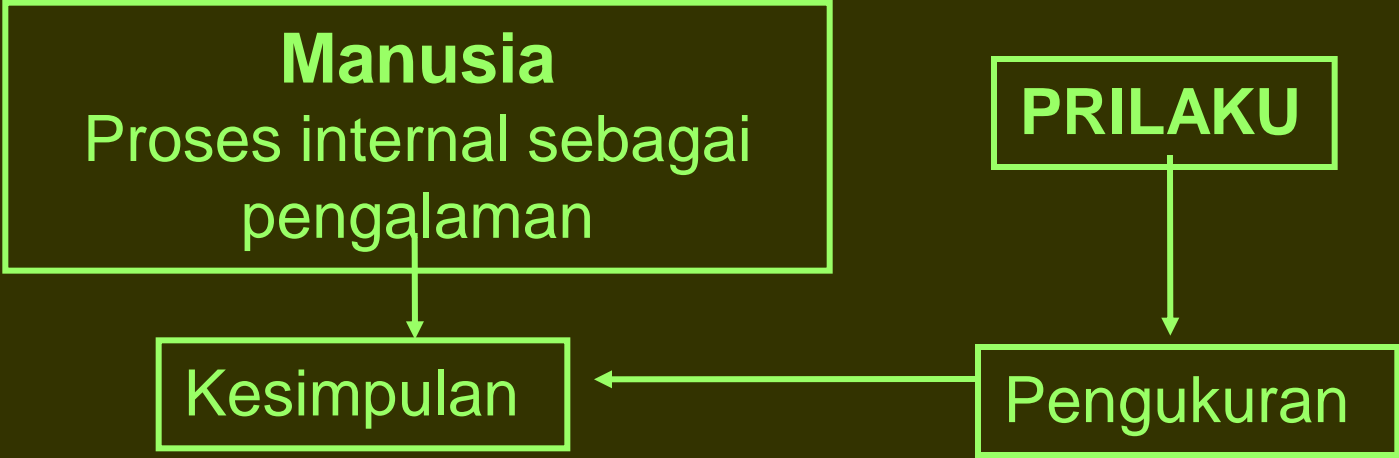 Manusia
Proses internal sebagai
pengalaman
PRILAKU
Kesimpulan
Pengukuran